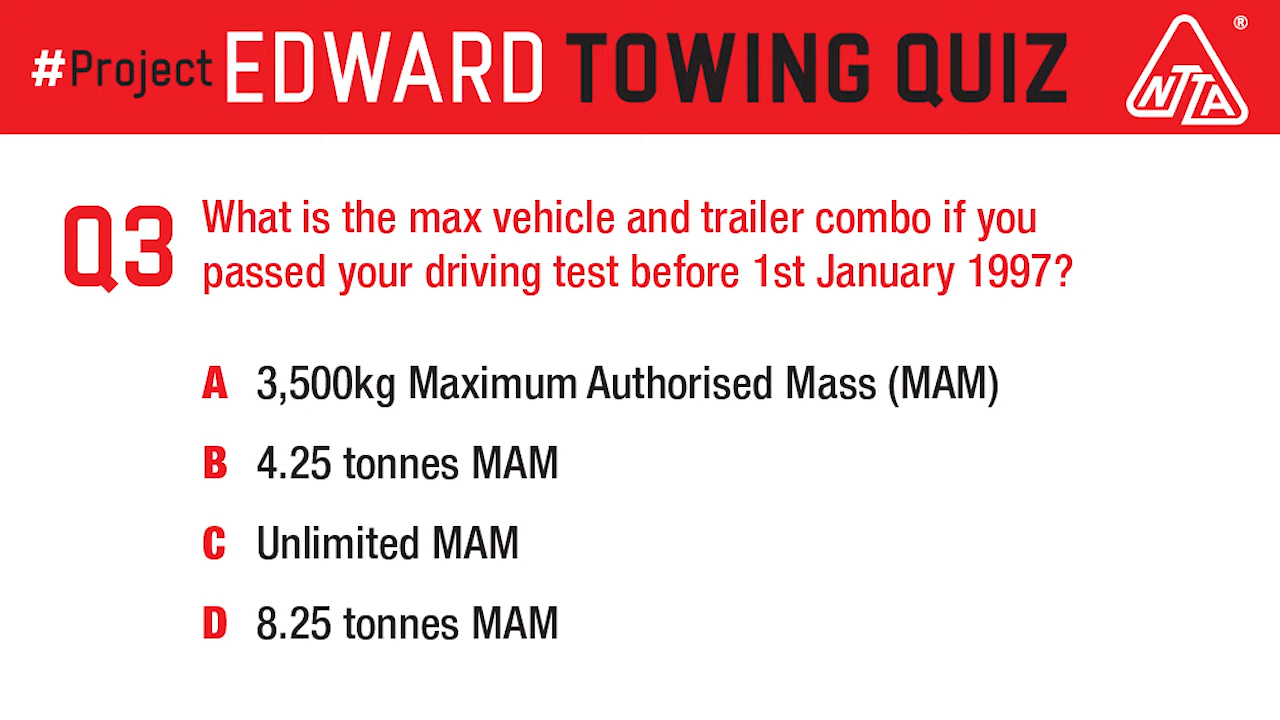 #Project EDWARD TOWING QUIZ
NTTA ®
Q3 What is the max vehicle and trailer combo if you
passed your driving test before 1st January 1997?
A 3,500kg Maximum Authorised Mass (MAM)
B 4.25 tonnes MAM
C Unlimited MAM
D 8.25 tonnes MAM